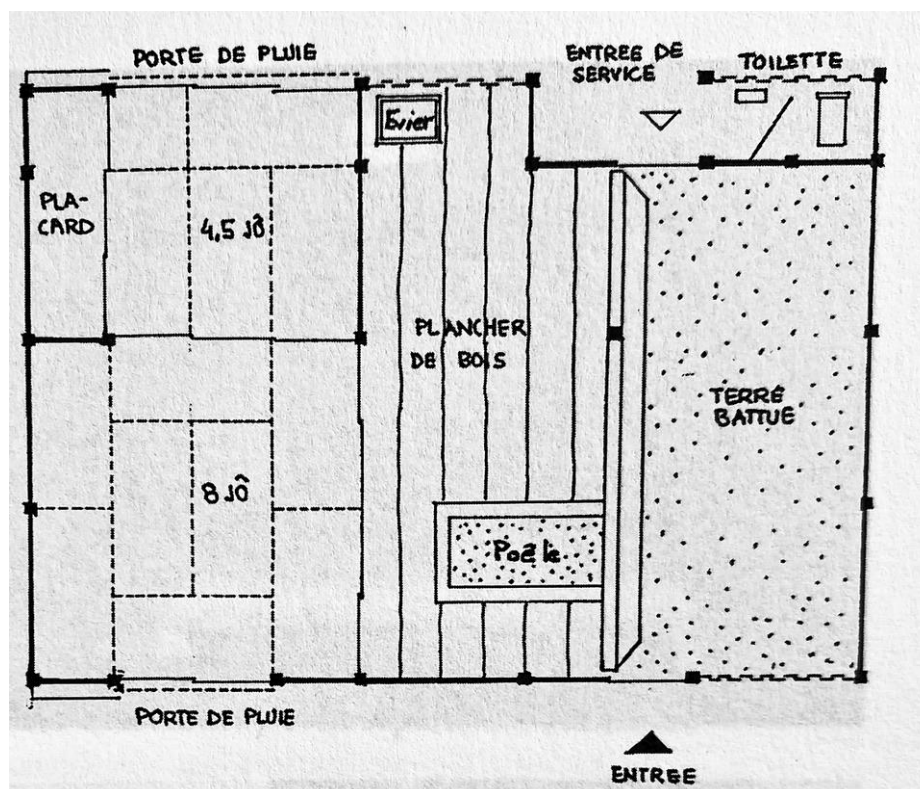 PORTE DE PLUIE
ENTREE DE
SERVICE
TOILETTE
Evier
PLA-
CARD
4,5 JÔ
PLANCHER
DE BOIS
TERRE
BATTUE
8 JÔ
Poêle
PORTE DE PLUIE
ENTREE